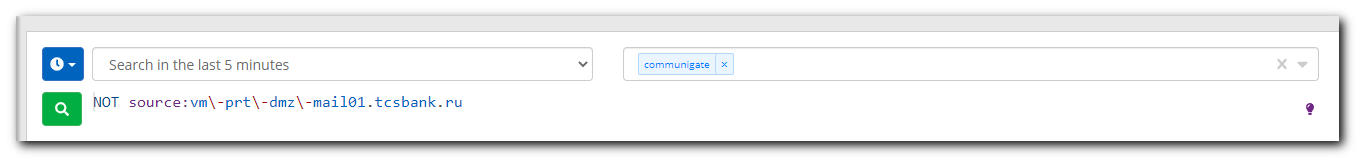 Search in the last 5 minutes
communigate ×
NOT source:vm\-prt\-dmz\-mail01.tcsbank.ru